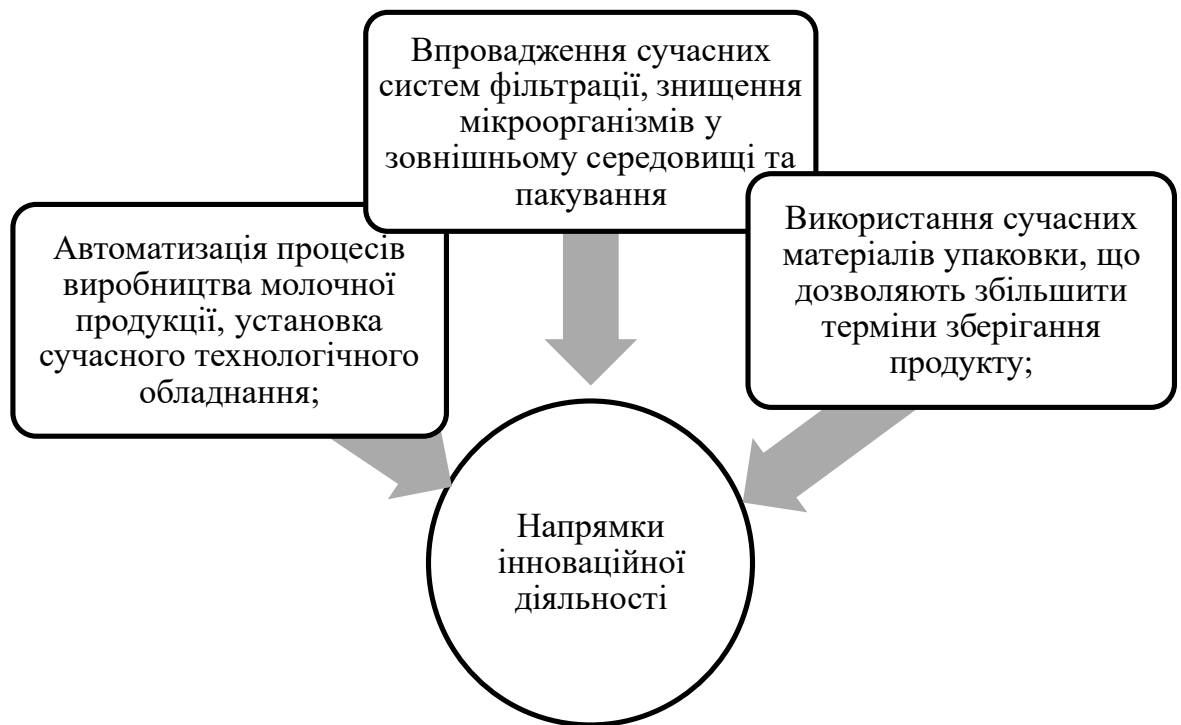 Впровадження сучасних
систем фільтрації, знищення
мікроорганізмів у
зовнішньому середовищі та
пакування
Автоматизація процесів
виробництва молочної
продукції, установка
сучасного технологічного
обладнання;
Використання сучасних
матеріалів упаковки, що
дозволяють збільшити
терміни зберігання
продукту;
Напрямки
інноваційної
діяльності